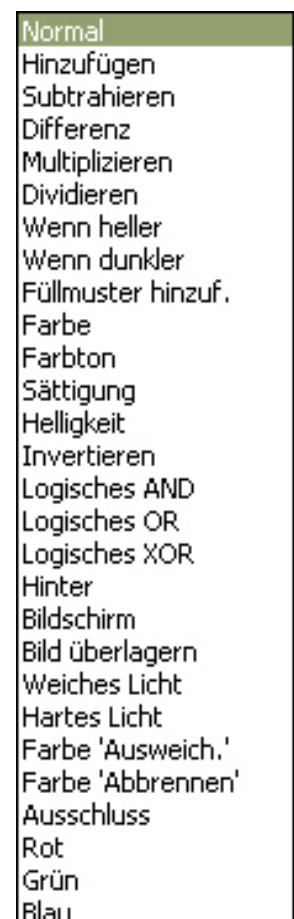 Normal
Hinzufügen
Subtrahieren
Differenz
Multiplizieren
Dividieren
Wenn heller
Wenn dunkler
Füllmuster hinzuf.
Farbe
Farbton
Sättigung
Helligkeit
Invertieren
Logisches AND
Logisches OR
Logisches XOR
Hinter
Bildschirm
Bild überlagern
Weiches Licht
Hartes Licht
Farbe 'Ausweich.'
Farbe 'Abbrennen'
Ausschluss
Rot
Grün
Blau